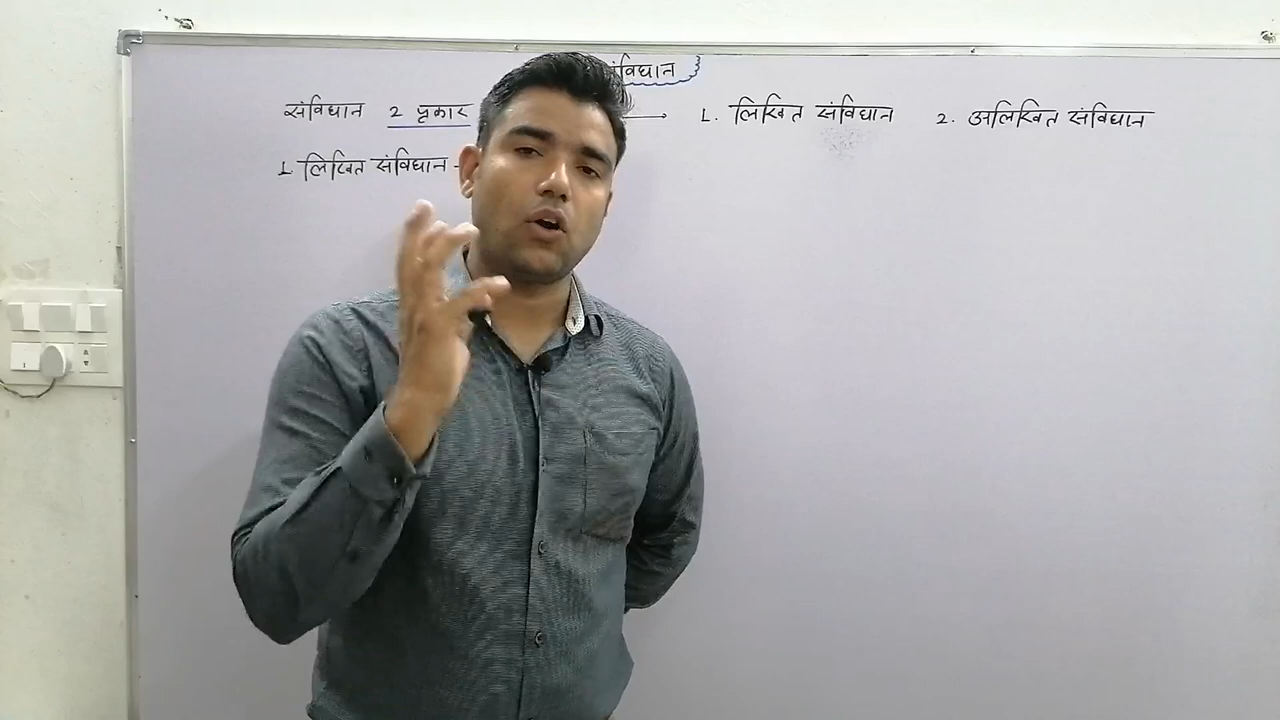 संविधान
संविधान 2 प्रकार → 1. लिखित संविधान 2. अलिखित संविधान
1 लिखित संविधान -